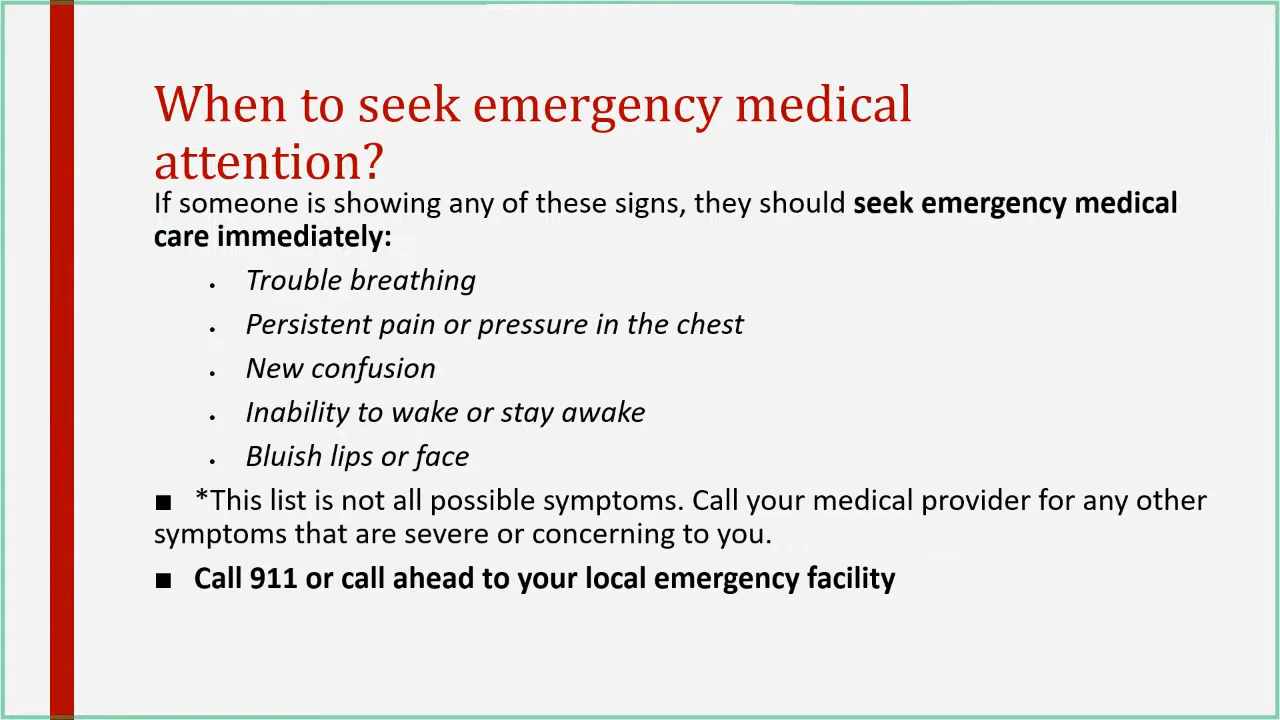 When to seek emergency medical
attention?
If someone is showing any of these signs, they should seek emergency medical
care immediately:
• Trouble breathing
• Persistent pain or pressure in the chest
• New confusion
• Inability to wake or stay awake
• Bluish lips or face
■ *This list is not all possible symptoms. Call your medical provider for any other
symptoms that are severe or concerning to you.
■ Call 911 or call ahead to your local emergency facility